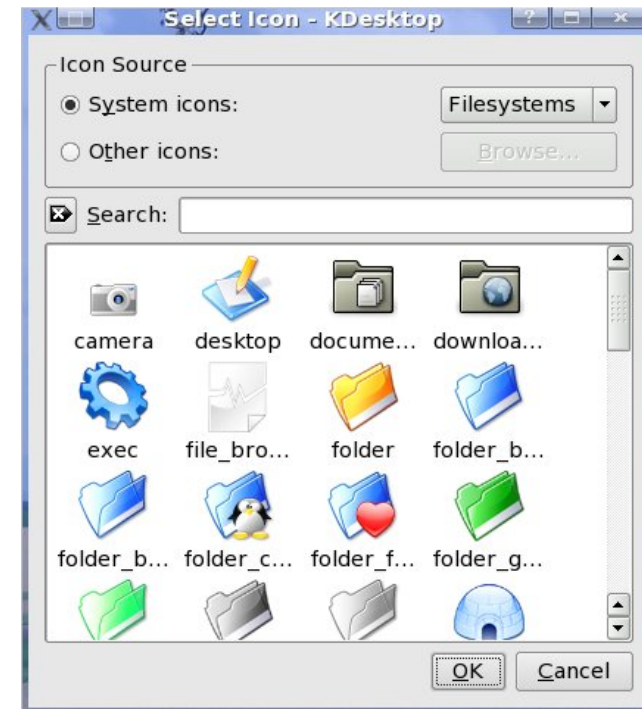 Select Icon - KDesktop
Icon Source
System icons:
Filesystems
Other icons:
Browse...
Search:
camera desktop docume... downloa...
exec file_bro... folder folder_b...
folder_b... folder_c... folder_f... folder_g...
OK Cancel